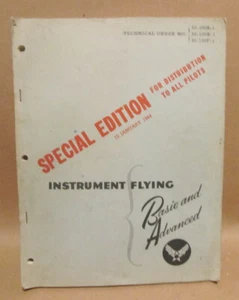 TECHNICAL ORDER NO.
SPECIAL EDITION
FOR DISTRIBUTION
TO ALL PILOTS
INSTRUMENT FLYING
Basic and
Advanced